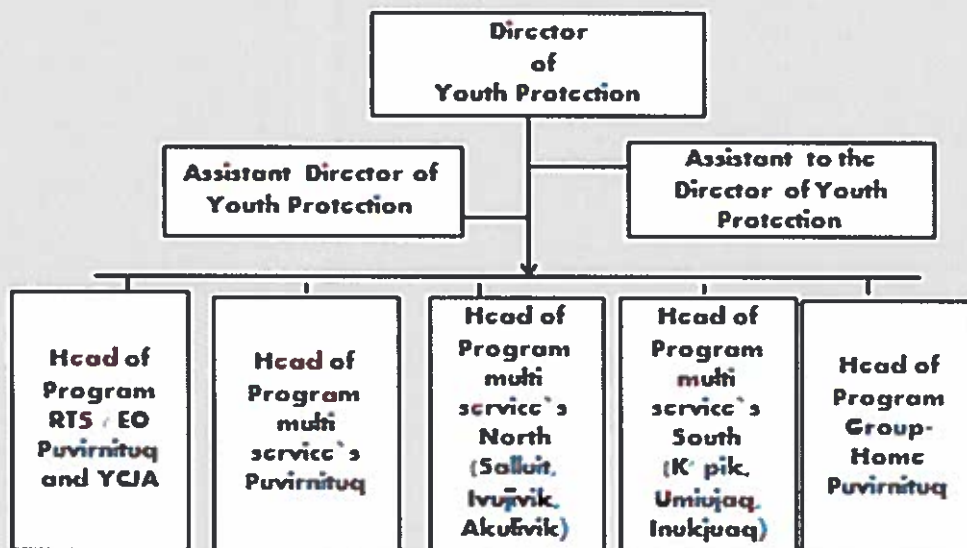 Director
of
Youth Protection
Assistant Director of
Youth Protection
Assistant to the
Director of Youth
Protection
Head of
Program
RTS / EO
Puvirnituq
and YCJA
Head of
Program
multi
service`s
Puvirnituq
Head of
Program
multi
service`s
North
(Salluit,
Ivujivik,
Akulivik)
Head of
Program
multi
service`s
South
(K' pik,
Umiujaq,
Inukjuaq)
Head of
Program
Group-
Home
Puvirnituq